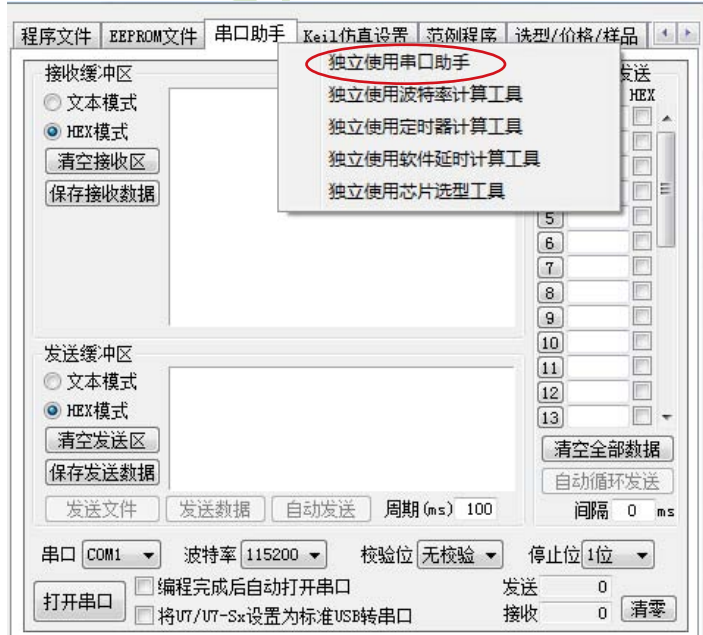 程序文件 EEPROM文件 串口助手 Keil仿真设置 范例程序 选型/价格/样品
独立使用串口助手
独立使用波特率计算工具
独立使用定时器计算工具
独立使用软件延时计算工具
独立使用芯片选型工具
接收缓冲区
文本模式
HEX模式
清空接收区
保存接收数据
发送
HEX
5
6
7
8
9
10
11
12
13
发送缓冲区
文本模式
HEX模式
清空发送区
保存发送数据
清空全部数据
自动循环发送
发送文件 发送数据 自动发送 周期(ms) 100 间隔 0 ms
串口 COM1 波特率 115200 校验位 无校验 停止位 1位
打开串口
编程完成后自动打开串口
将U7/U7-Sx设置为标准USB转串口
发送 0
接收 0
清零